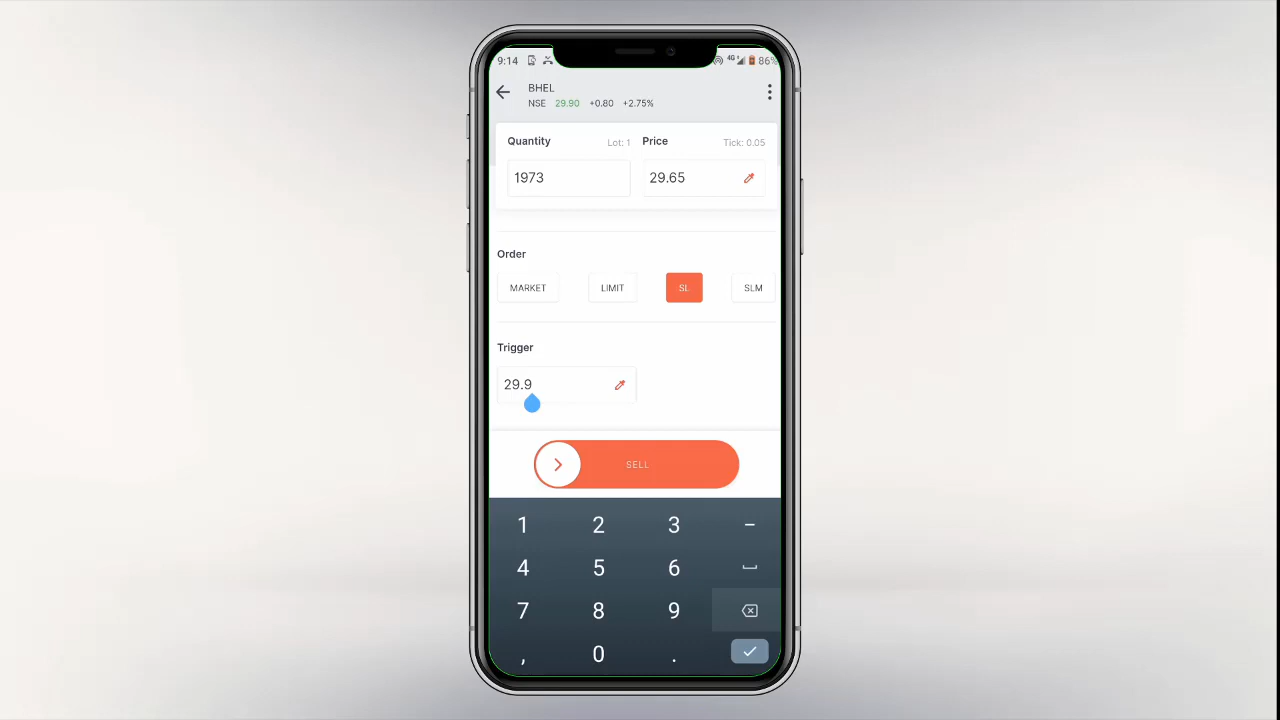 9:14 4G 86%
BHEL
NSE 29.90 +0.80 +2.75%
Quantity Lot: 1 Price Tick: 0.05
1973 29.65
Order
MARKET LIMIT SL SLM
Trigger
29.9
SELL
1 2 3 -
4 5 6
7 8 9
, 0 .